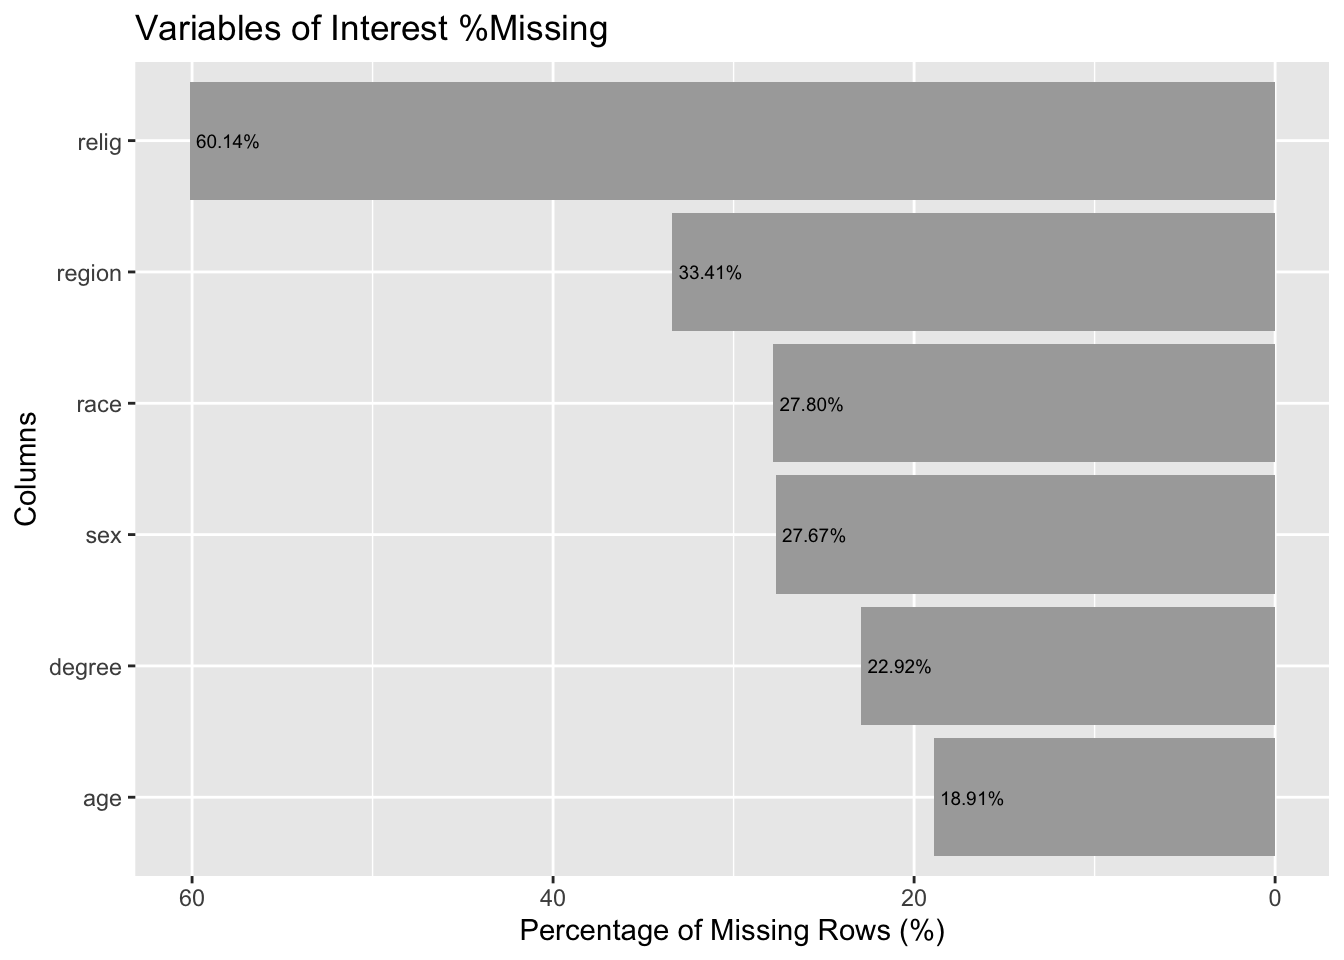 Variables of Interest %Missing
relig
60.14%
region
33.41%
race
27.80%
Columns
sex
27.67%
degree
22.92%
age
18.91%
60 40 20 0
Percentage of Missing Rows (%)